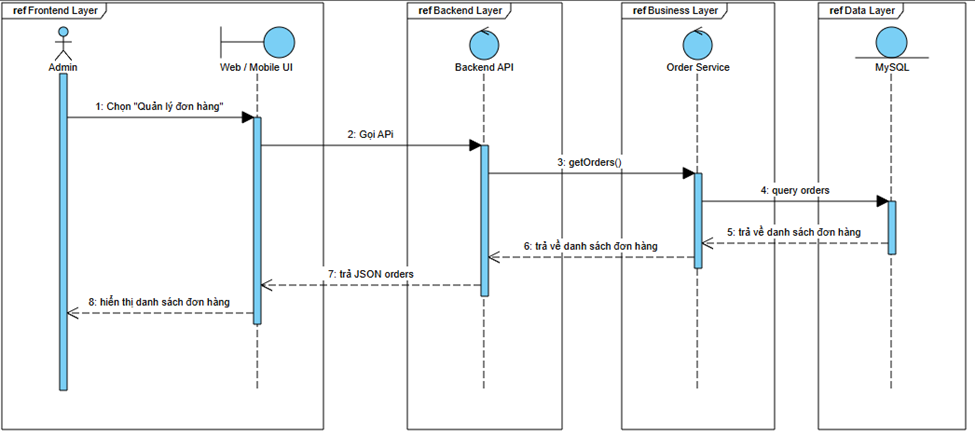 ref Frontend Layer
ref Backend Layer
ref Business Layer
ref Data Layer
Admin
Web / Mobile UI
Backend API
Order Service
MySQL
1: Chọn "Quản lý đơn hàng"
2: Gọi APi
3: getOrders()
4: query orders
5: trả về danh sách đơn hàng
6: trả về danh sách đơn hàng
7: trả JSON orders
8: hiển thị danh sách đơn hàng